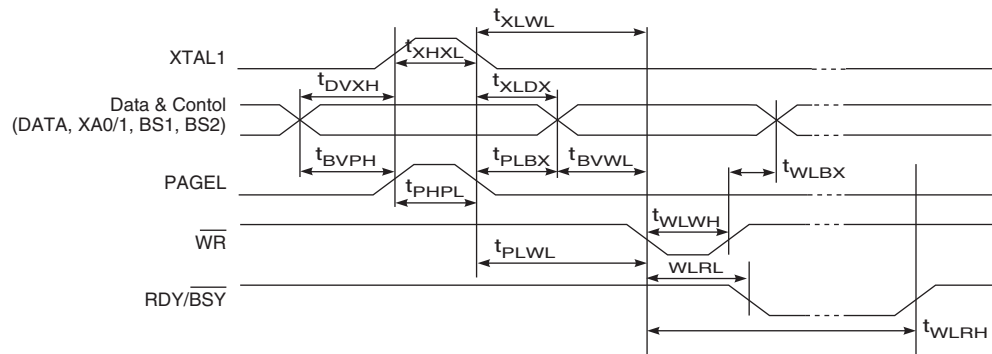 tXLWL
XTAL1
tXHXL
tDVXH
tXLDX
Data & Contol
(DATA, XA0/1, BS1, BS2)
tBVPH
tPLBX
tBVWL
tWLBX
PAGEL
tPHPL
tWLWH
WR
tPLWL
WLRL
RDY/BSY
tWLRH